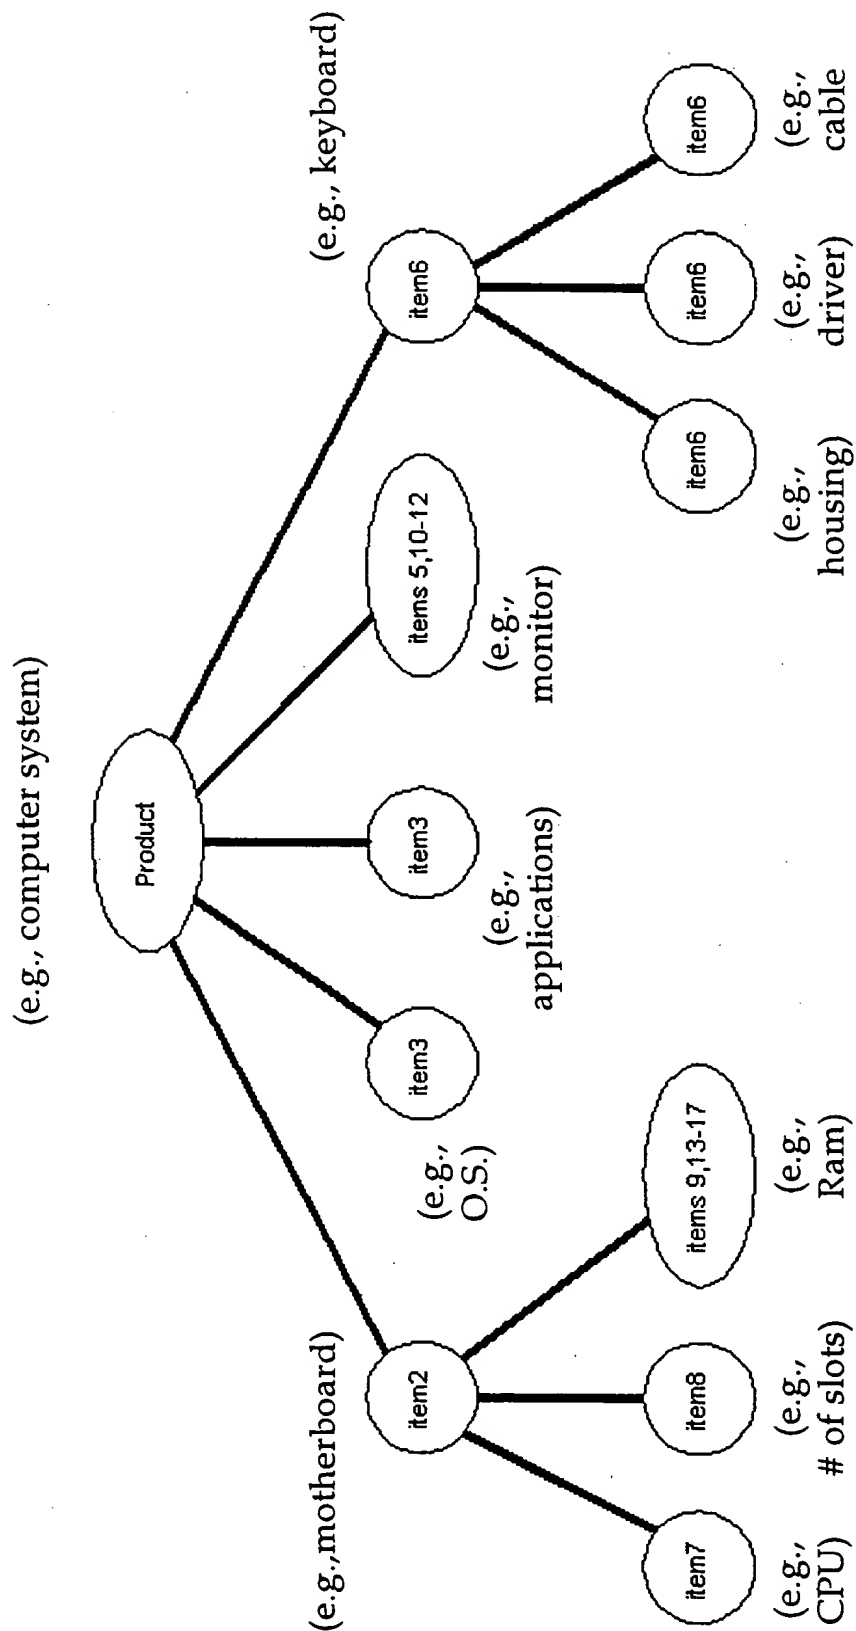 (e.g., computer system)
Product
(e.g.,motherboard)
(e.g., keyboard)
item2
item3
item3
items 5,10-12
item6
(e.g.,
O.S.)
(e.g.,
applications)
(e.g.,
monitor)
item7
item8
items 9,13-17
item6
item6
item6
(e.g.,
CPU)
(e.g.,
# of slots)
(e.g.,
Ram)
(e.g.,
housing)
(e.g.,
driver)
(e.g.,
cable